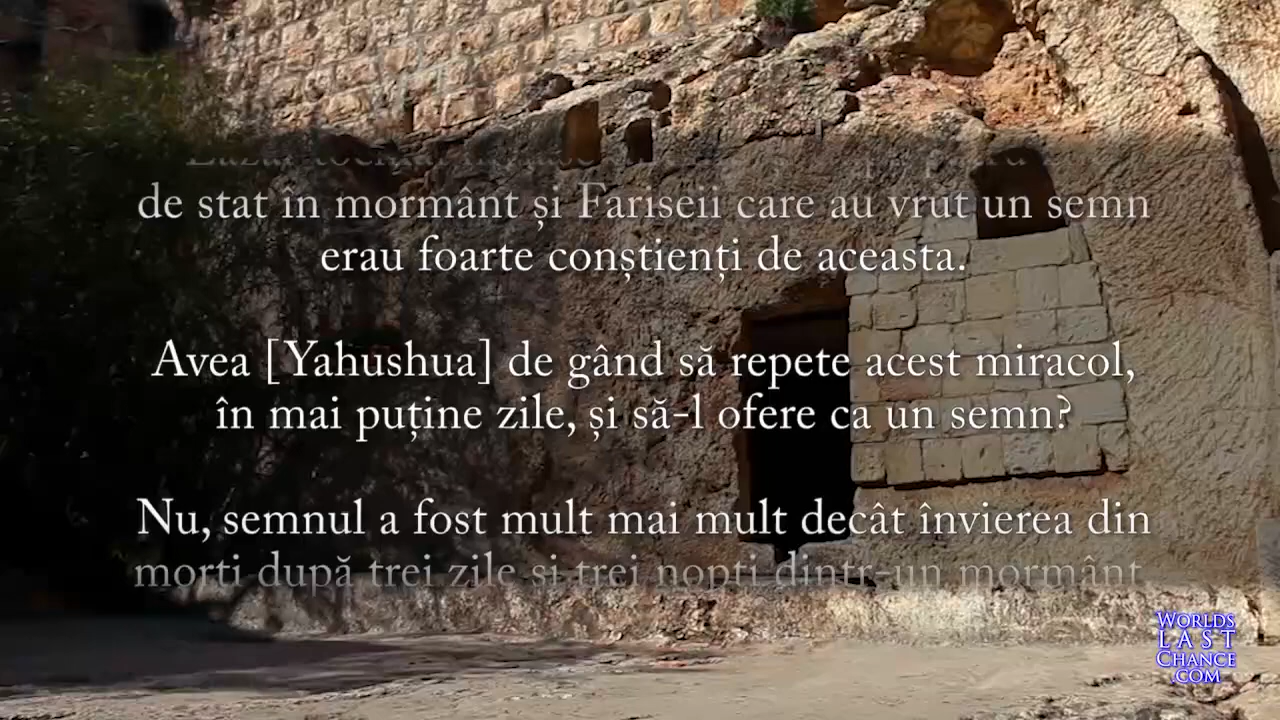 de stat în mormânt și Fariseii care au vrut un semn
erau foarte conștienți de aceasta.
Avea [Yahushua] de gând să repete acest miracol,
în mai puține zile, și să-l ofere ca un semn?
Nu, semnul a fost mult mai mult decât învierea din
morți după trei zile și trei nopți dintr-un mormânt
WORLDS
LAST
CHANCE
.COM